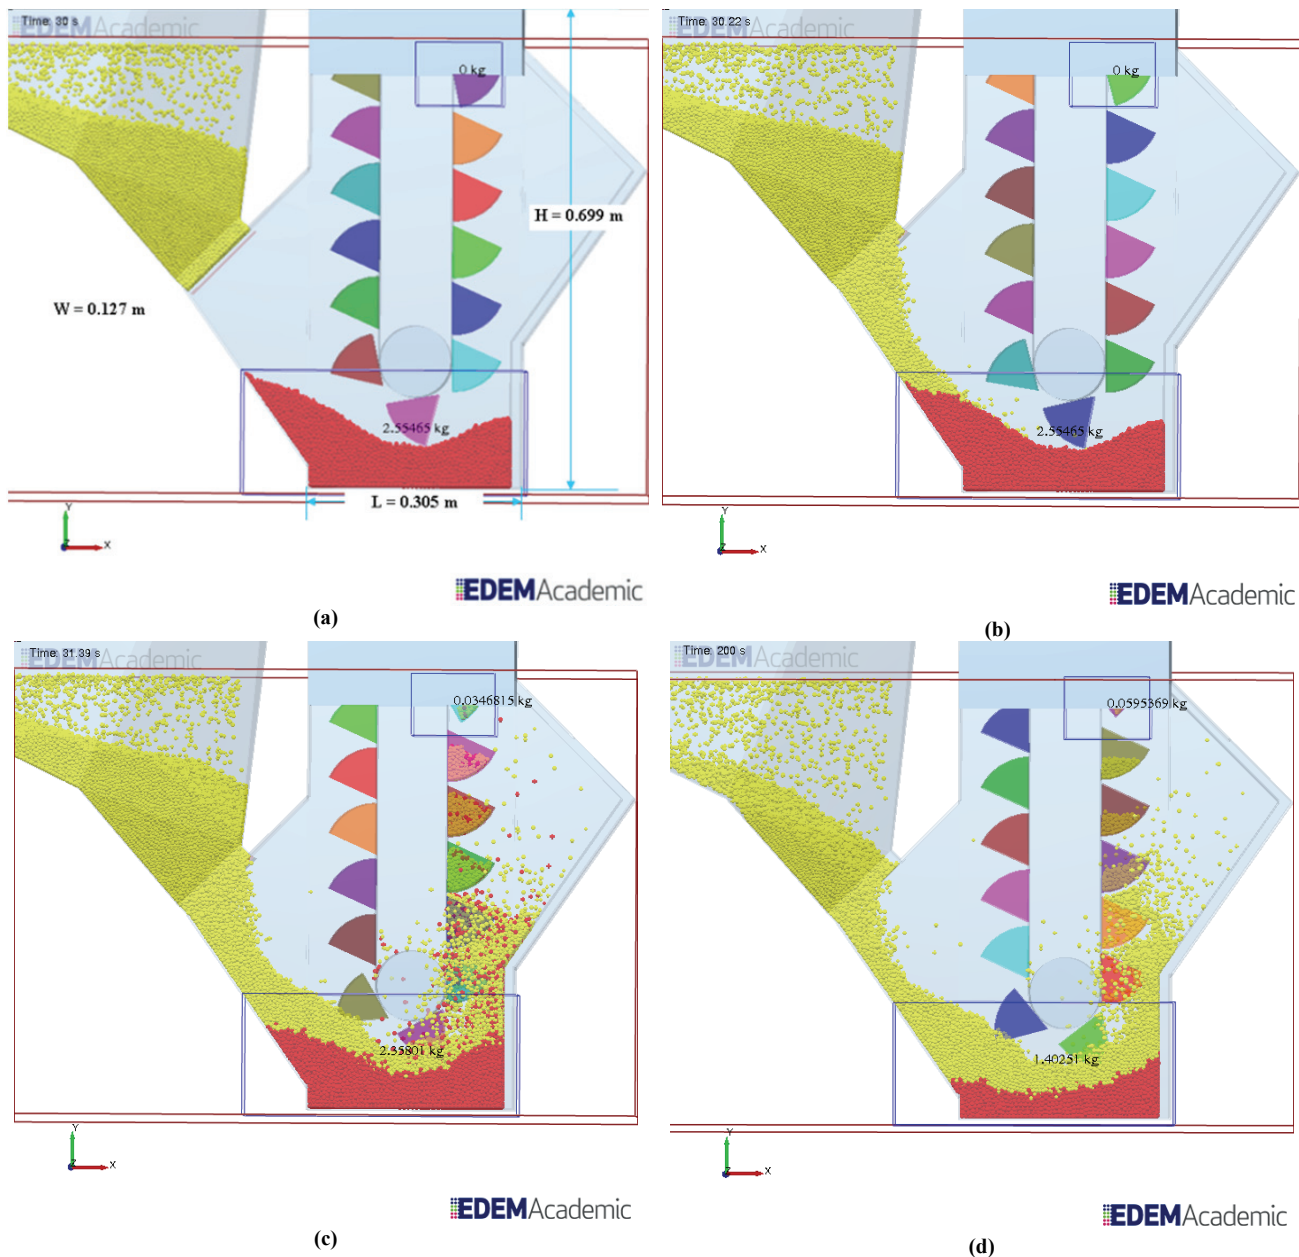 Time: 30 s
EDEMAcademic
0 kg
H = 0.699 m
W = 0.127 m
2.55465 kg
L = 0.305 m
Y
Z
X
EDEMAcademic
(a)
Time: 30.22 s
EDEMAcademic
0 kg
2.55465 kg
Y
Z
X
EDEMAcademic
(b)
Time: 31.39 s
EDEMAcademic
0.0346815 kg
2.35801 kg
Y
Z
X
EDEMAcademic
(c)
Time: 200 s
EDEMAcademic
0.0595369 kg
1.40251 kg
Y
Z
X
EDEMAcademic
(d)